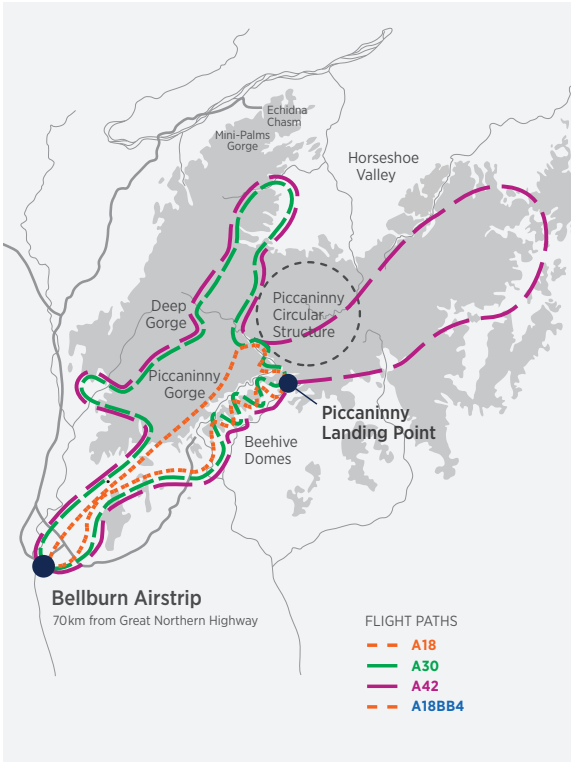 Echidna
Chasm
Mini-Palms
Gorge
Horseshoe
Valley
Piccaninny
Circular
Structure
Deep
Gorge
Piccaninny
Gorge
Piccaninny
Landing Point
Beehive
Domes
Bellburn Airstrip
70km from Great Northern Highway
FLIGHT PATHS
A18
A30
A42
A18BB4